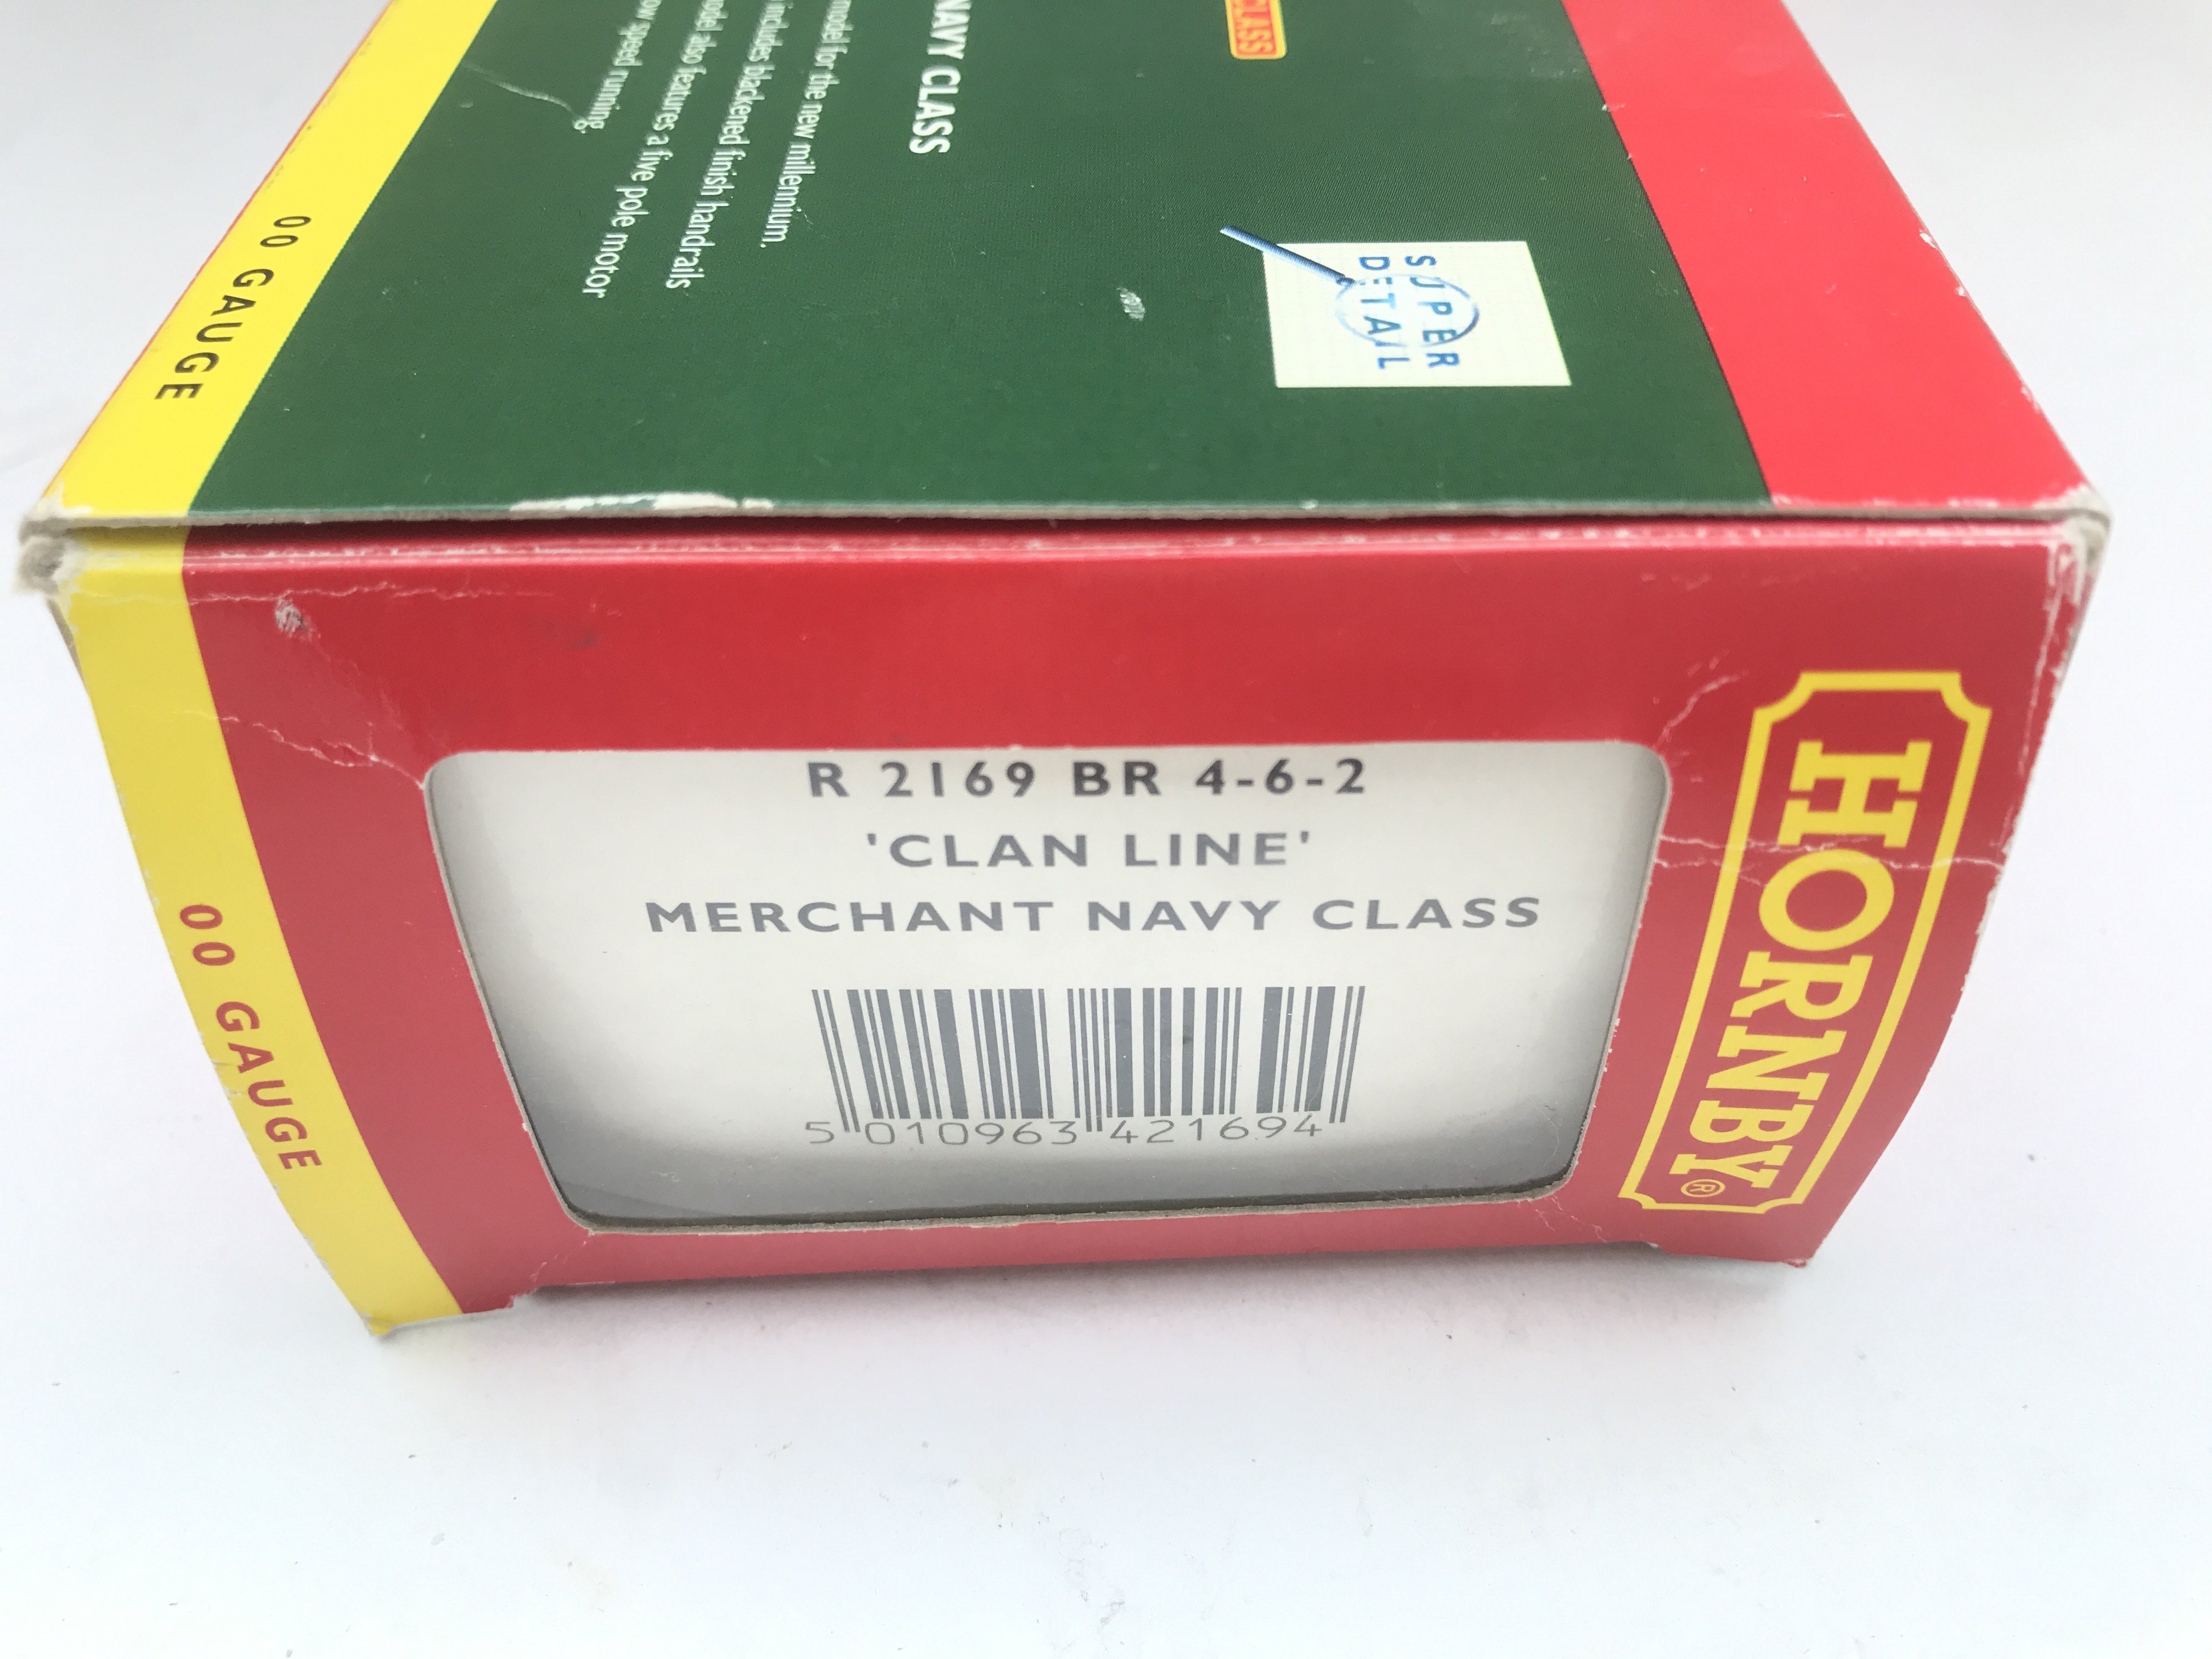 CLASS
NAVY CLASS
model for the new millennium.
includes blackened finish handrails
also features a five pole motor
speed running.
SUPER
DETAIL
00 GAUGE
R 2169 BR 4-6-2
'CLAN LINE'
MERCHANT NAVY CLASS
5 010963 421694
HORNBY®
00 GAUGE